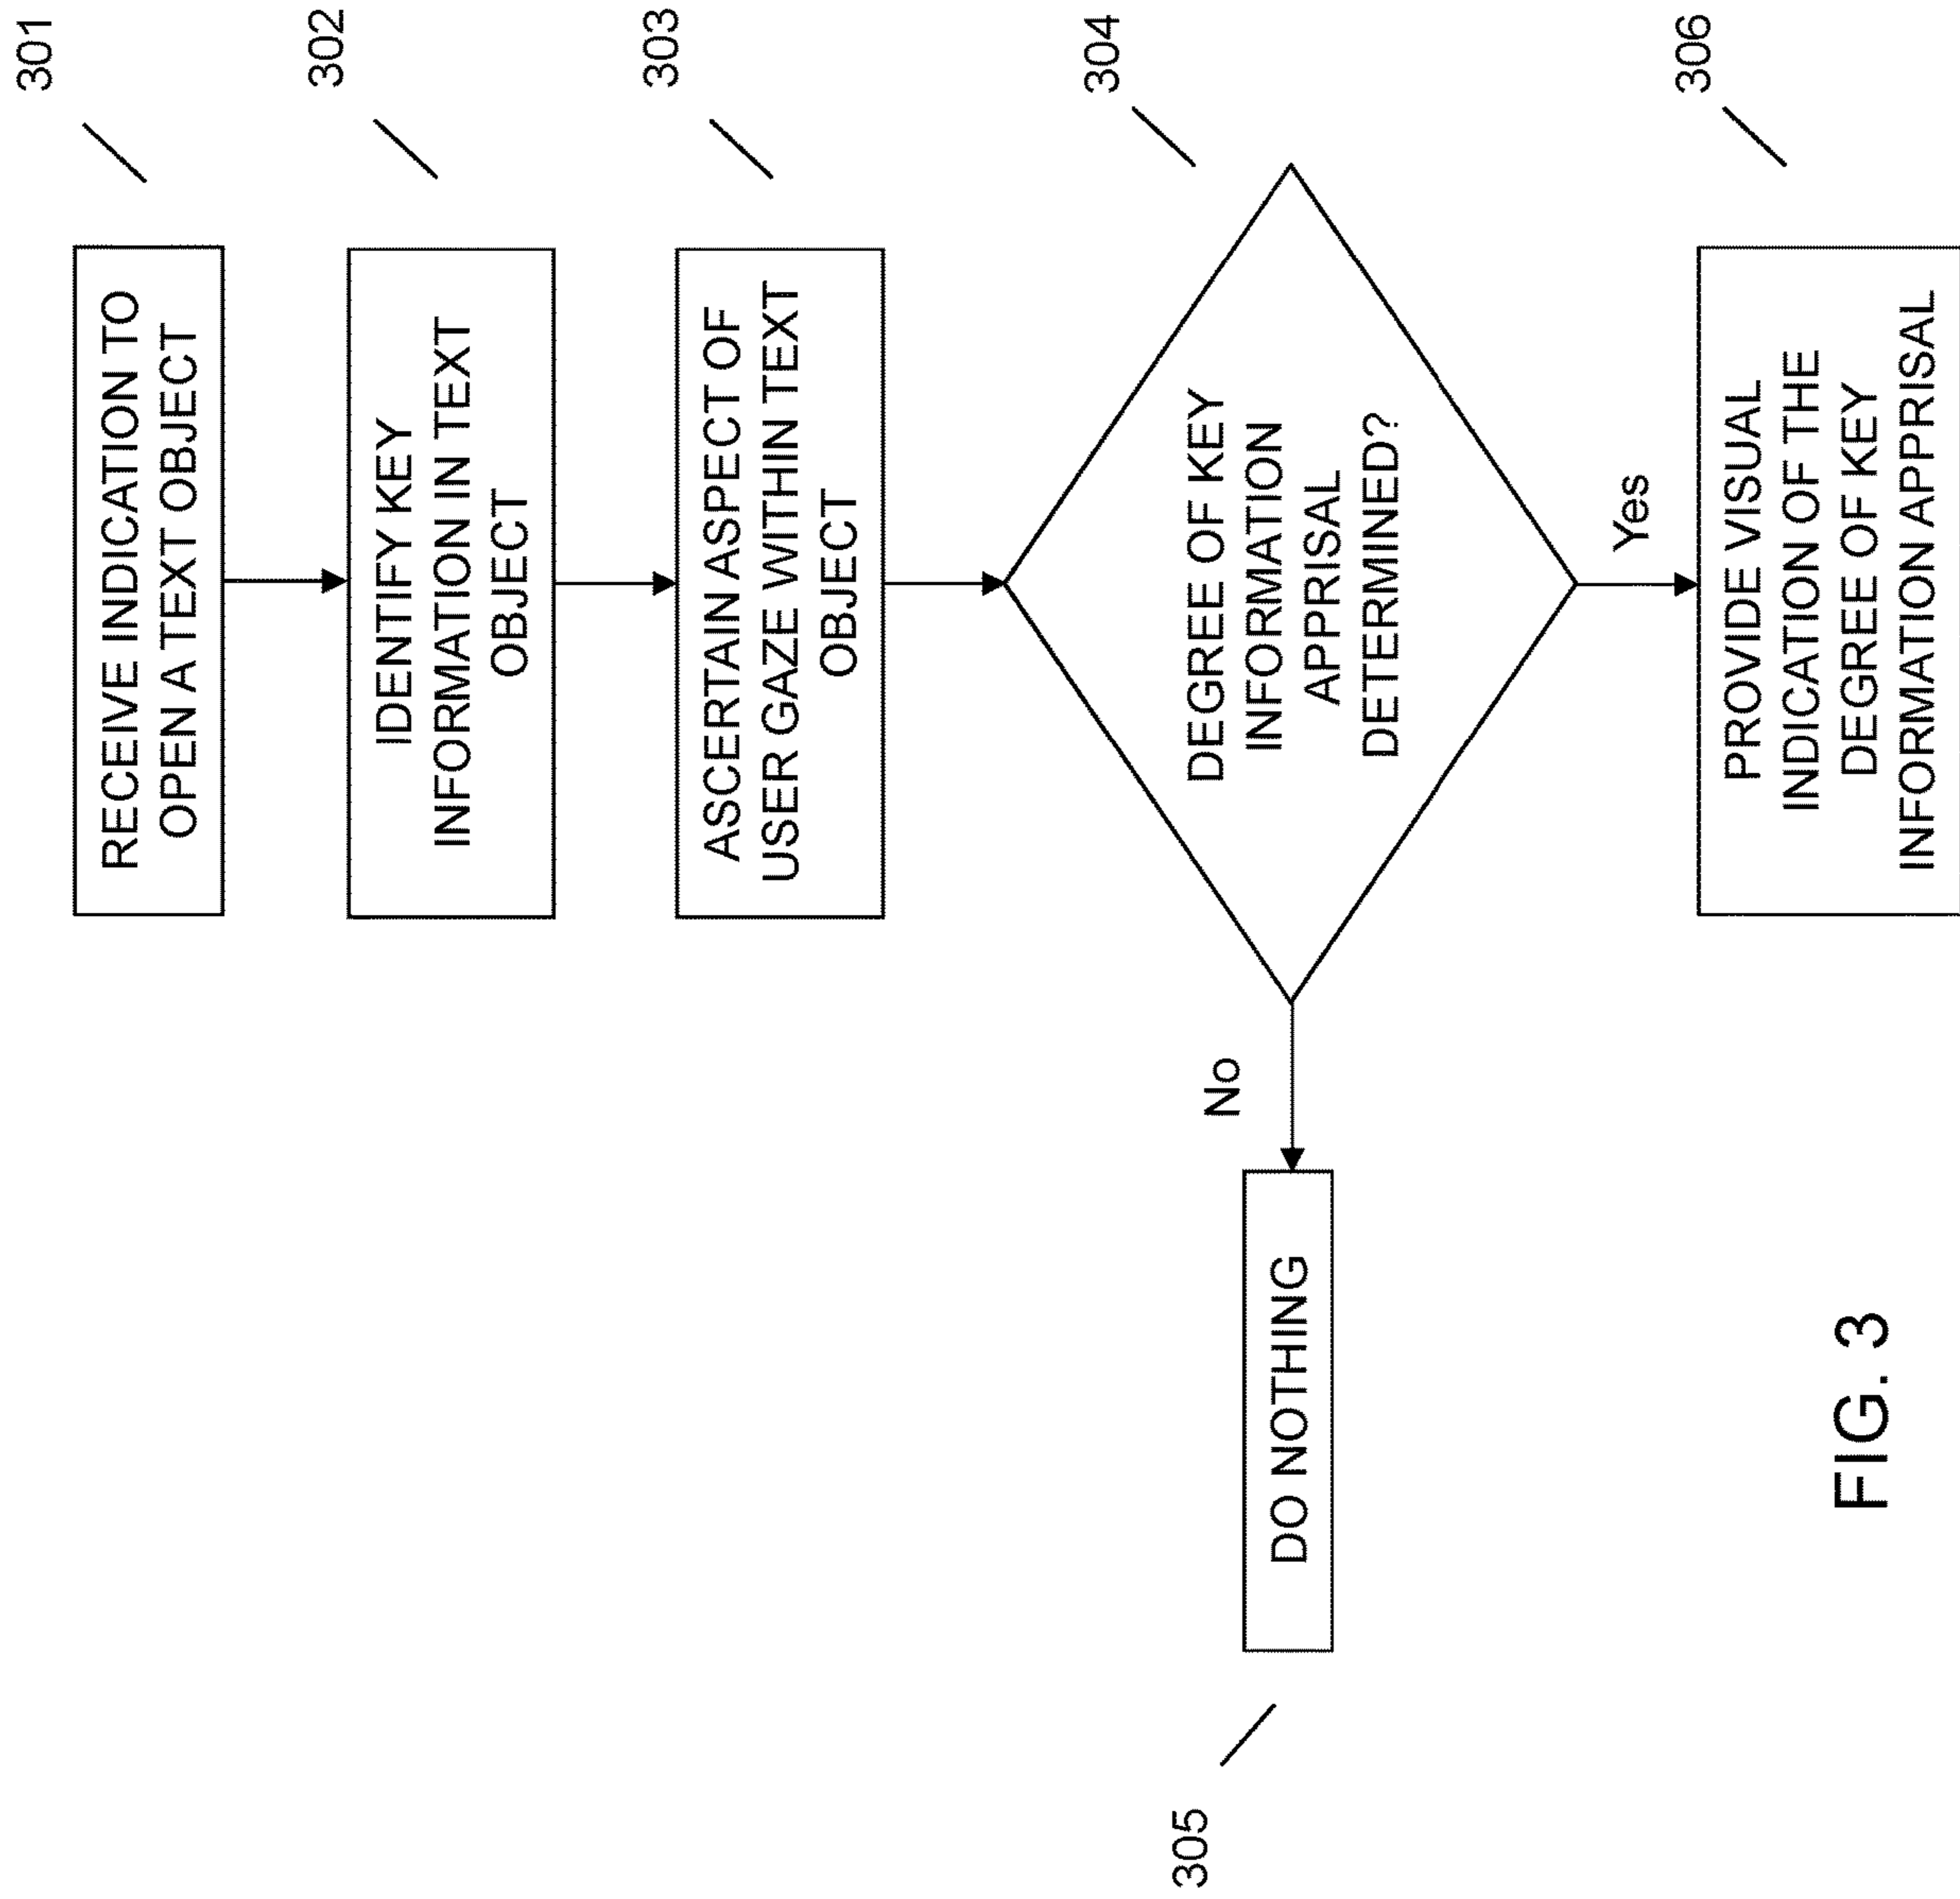 301
RECEIVE INDICATION TO
OPEN A TEXT OBJECT
302
IDENTIFY KEY
INFORMATION IN TEXT
OBJECT
303
ASCERTAIN ASPECT OF
USER GAZE WITHIN TEXT
OBJECT
304
DEGREE OF KEY
INFORMATION
APPRISAL
DETERMINED?
No
305
DO NOTHING
Yes
306
PROVIDE VISUAL
INDICATION OF THE
DEGREE OF KEY
INFORMATION APPRISAL
FIG. 3